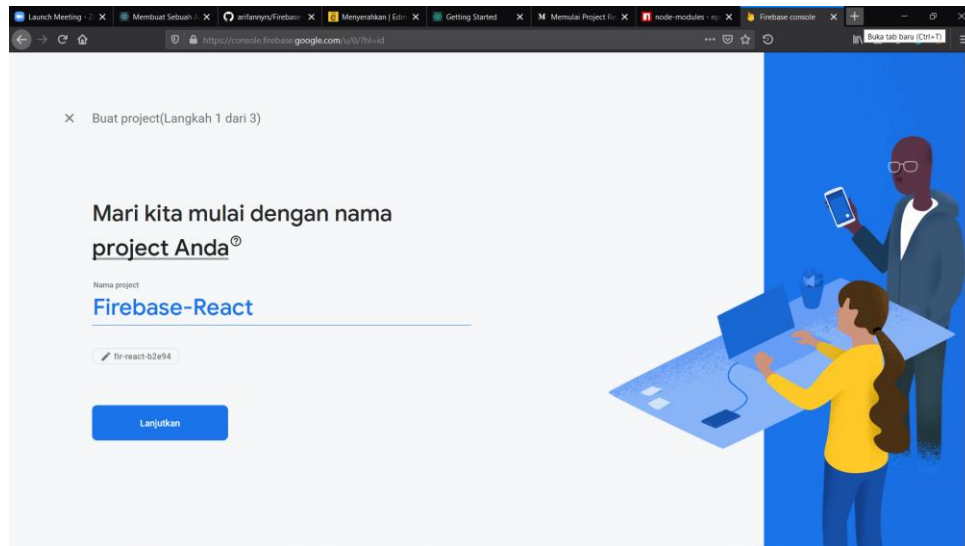 Launch Meeting - Z
Membuat Sebuah A
arifannyrs/Firebase-
Menyerahkan | Edm
Getting Started
Memulai Project Re
node-modules - np
Firebase console
https://console.firebase.google.com/u/0/?hl=id
Buka tab baru (Ctrl+T)
Buat project(Langkah 1 dari 3)
Mari kita mulai dengan nama
project Anda
Nama project
Firebase-React
fir-react-b2e94
Lanjutkan